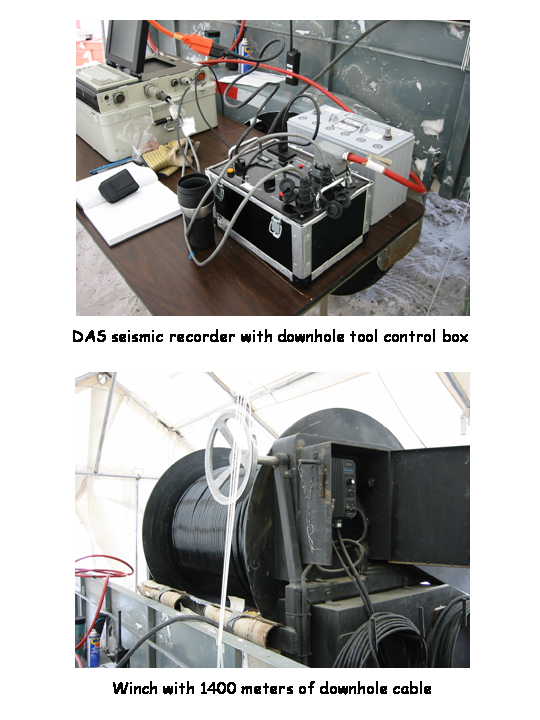 DAS seismic recorder with downhole tool control box
Winch with 1400 meters of downhole cable